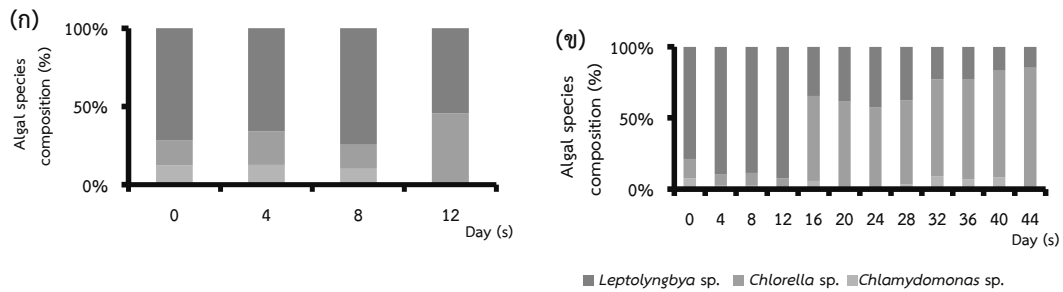 (ก)
Algal species
composition (%)
100%
50%
0%
0 4 8 12
Day (s)
(ข)
Algal species
composition (%)
100%
50%
0%
0 4 8 12 16 20 24 28 32 36 40 44
Day (s)
Leptolyngbya sp. Chlorella sp. Chlamydomonas sp.